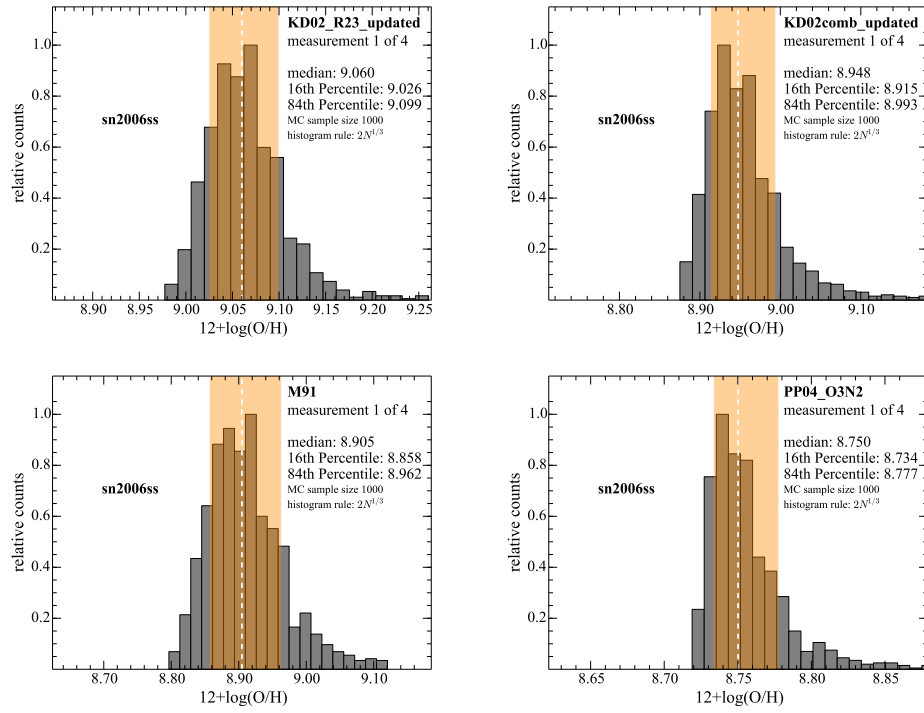 KD02_R23_updated
measurement 1 of 4
median: 9.060
16th Percentile: 9.026
84th Percentile: 9.099
MC sample size 1000
histogram rule: 2N^{1/3}
sn2006ss
relative counts
1.0
0.8
0.6
0.4
0.2
8.90 8.95 9.00 9.05 9.10 9.15 9.20 9.25
12+log(O/H)
KD02comb_updated
measurement 1 of 4
median: 8.948
16th Percentile: 8.915
84th Percentile: 8.993
MC sample size 1000
histogram rule: 2N^{1/3}
sn2006ss
relative counts
1.0
0.8
0.6
0.4
0.2
8.80 8.90 9.00 9.10
12+log(O/H)
M91
measurement 1 of 4
median: 8.905
16th Percentile: 8.858
84th Percentile: 8.962
MC sample size 1000
histogram rule: 2N^{1/3}
sn2006ss
relative counts
1.0
0.8
0.6
0.4
0.2
8.70 8.80 8.90 9.00 9.10
12+log(O/H)
PP04_O3N2
measurement 1 of 4
median: 8.750
16th Percentile: 8.734
84th Percentile: 8.777
MC sample size 1000
histogram rule: 2N^{1/3}
sn2006ss
relative counts
1.0
0.8
0.6
0.4
0.2
8.65 8.70 8.75 8.80 8.85
12+log(O/H)